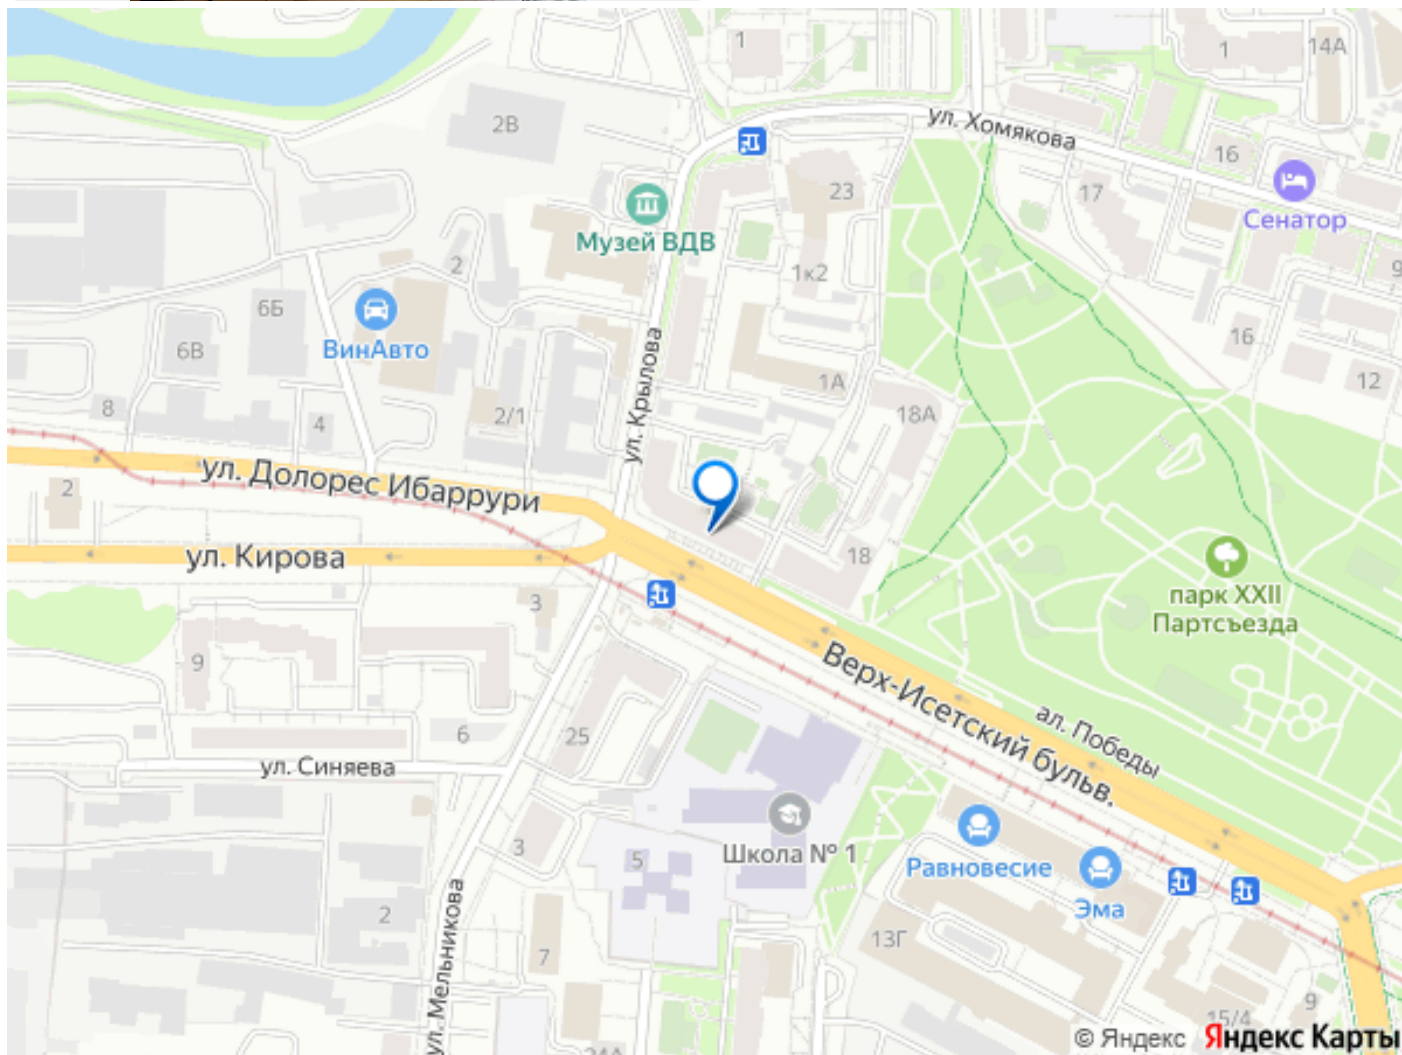 1
1
14А
2В
ул. Хомякова
16
23
17
Музей ВДВ
Сенатор
2
1к2
9
6Б
ВинАвто
6В
16
ул. Крылова
1А
12
8
4
2/1
18А
ул. Долорес Ибаррури
2
ул. Кирова
18
парк XXII
Партсъезда
3
9
Верх-Исетский бульв.
ал. Победы
6
25
ул. Синяева
3
5
Школа № 1
Равновесие
Эма
2
ул. Мельникова
7
13Г
9
15/4
24А
© Яндекс Яндекс Карты